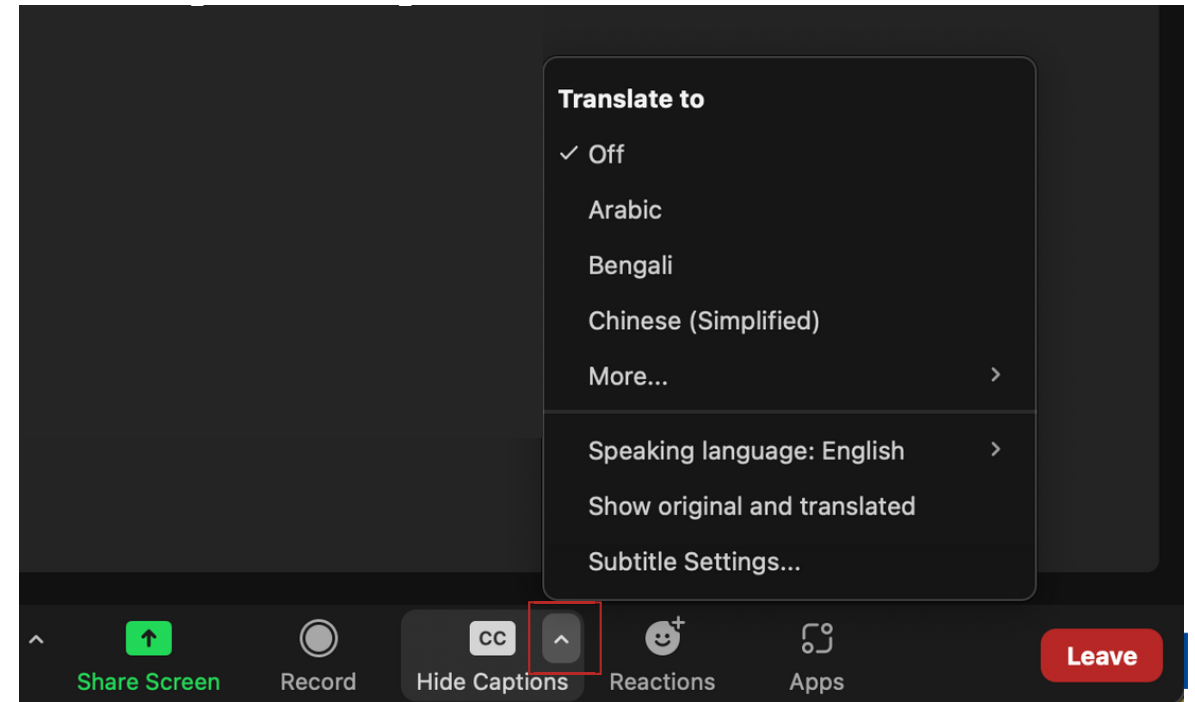 Translate to
Off
Arabic
Bengali
Chinese (Simplified)
More...
Speaking language: English
Show original and translated
Subtitle Settings...
CC
Share Screen
Record
Hide Captions
Reactions
Apps
Leave